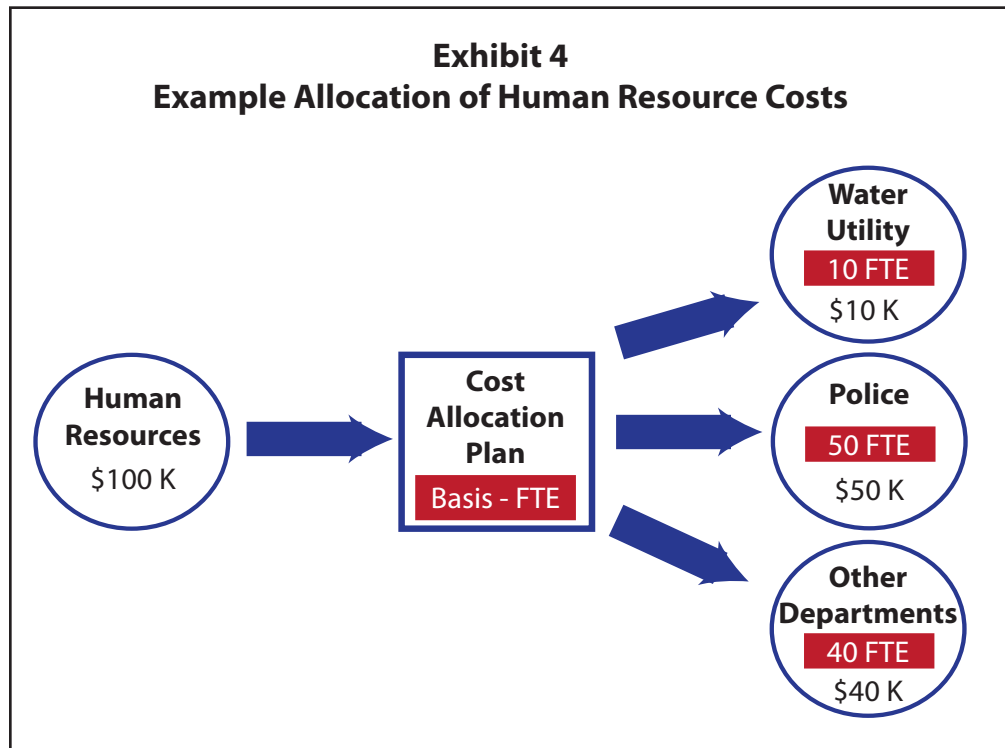 Exhibit 4
Example Allocation of Human Resource Costs
Human
Resources
$100 K
Cost
Allocation
Plan
Basis - FTE
Water
Utility
10 FTE
$10 K
Police
50 FTE
$50 K
Other
Departments
40 FTE
$40 K